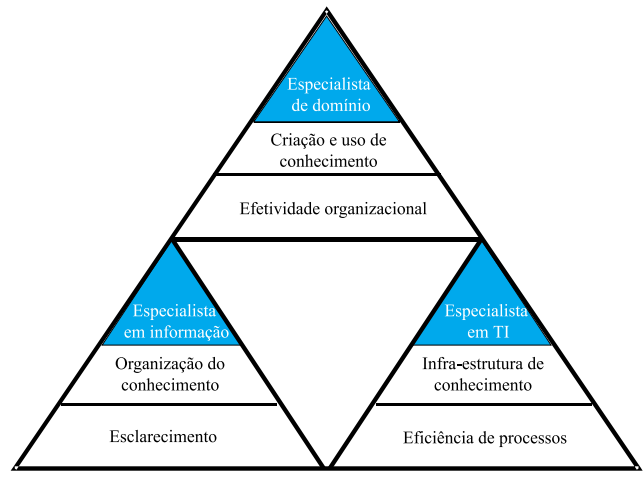 Especialista
de domínio
Criação e uso de
conhecimento
Efetividade organizacional
Especialista
em informação
Organização do
conhecimento
Esclarecimento
Especialista
em TI
Infra-estrutura de
conhecimento
Eficiência de processos